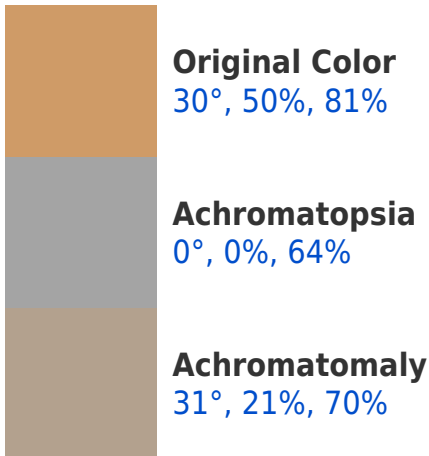 Original Color
30°, 50%, 81%
Achromatopsia
0°, 0%, 64%
Achromatomaly
31°, 21%, 70%